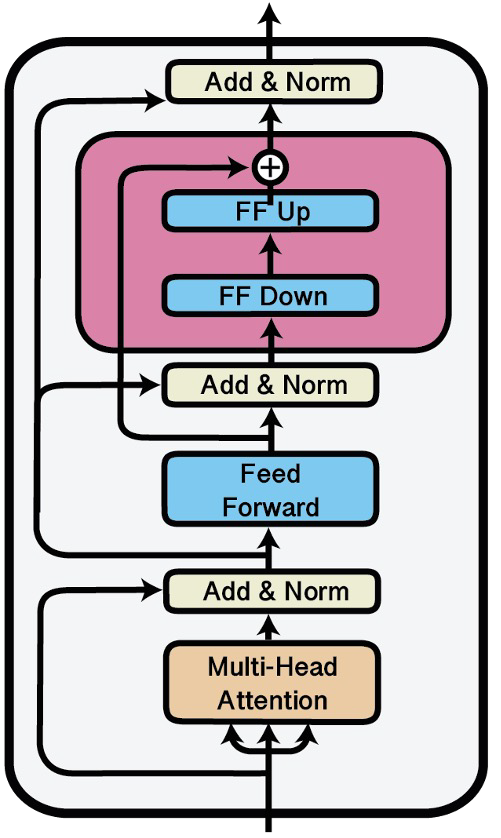 Add & Norm
FF Up
FF Down
Add & Norm
Feed
Forward
Add & Norm
Multi-Head
Attention